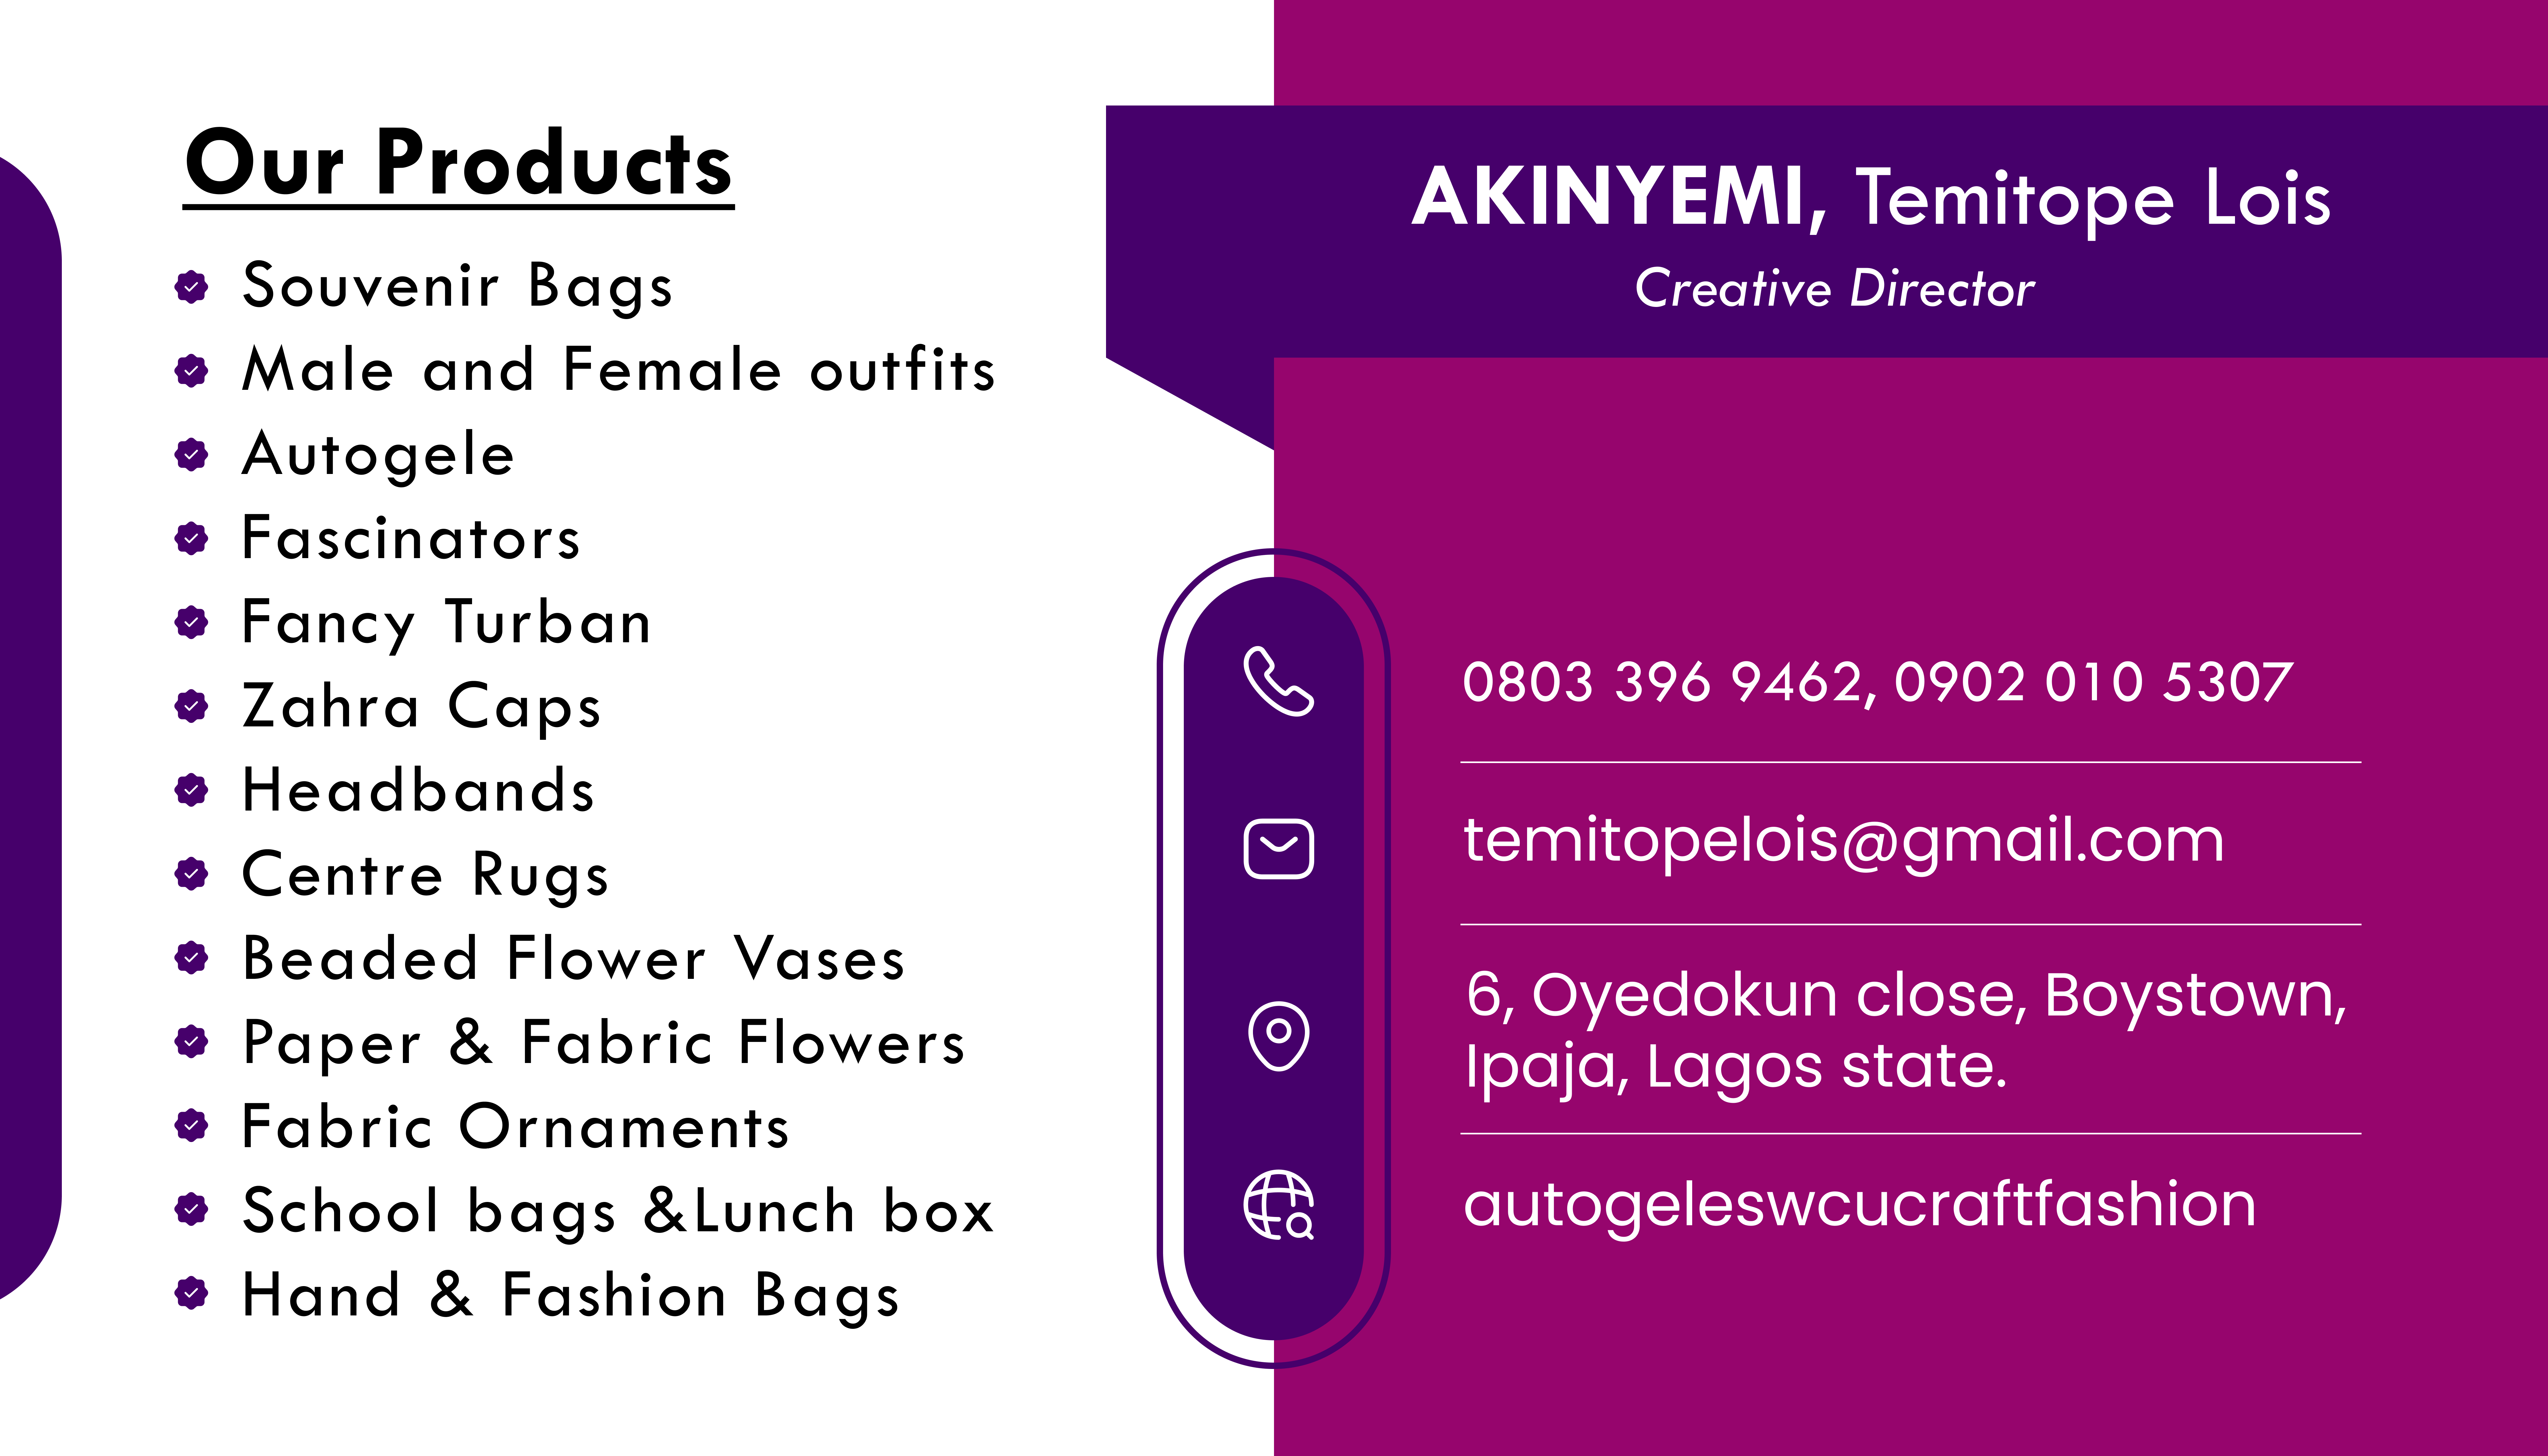 Our Products
Souvenir Bags
Male and Female outfits
Autogele
Fascinators
Fancy Turban
Zahra Caps
Headbands
Centre Rugs
Beaded Flower Vases
Paper & Fabric Flowers
Fabric Ornaments
School bags &Lunch box
Hand & Fashion Bags
AKINYEMI, Temitope Lois
Creative Director
0803 396 9462, 0902 010 5307
temitopelois@gmail.com
6, Oyedokun close, Boystown,
Ipaja, Lagos state.
autogeleswcucraftfashion